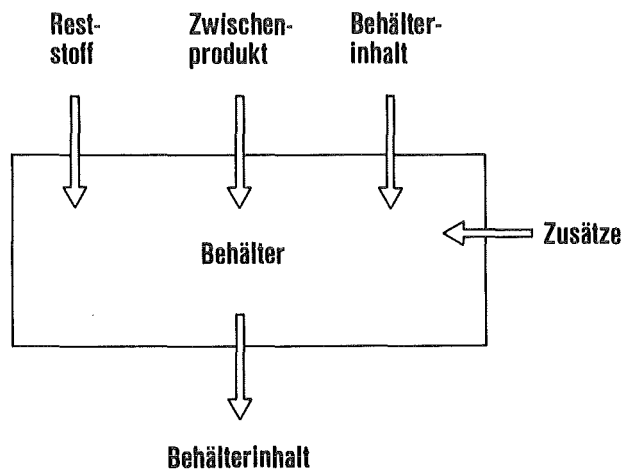 Rest-
stoff
Zwischen-
produkt
Behälter-
inhalt
Zusätze
Behälter
Behälterinhalt